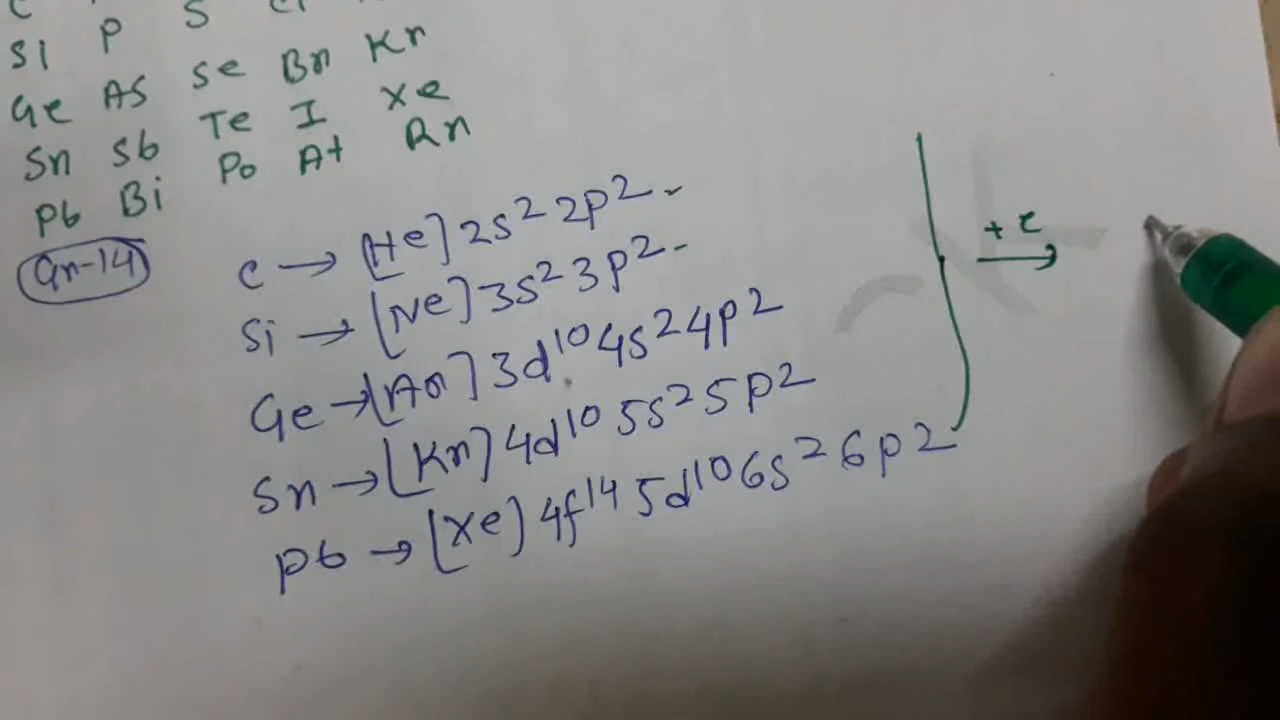 Si P S
Ge As Se Br Kr
Sn Sb Te I Xe
Pb Bi Po At Rn
Gr-14
C → [He] 2s² 2p²
Si → [Ne] 3s² 3p²
Ge → [Ar] 3d¹⁰ 4s² 4p²
Sn → [Kr] 4d¹⁰ 5s² 5p²
Pb → [Xe] 4f¹⁴ 5d¹⁰ 6s² 6p²
+e →